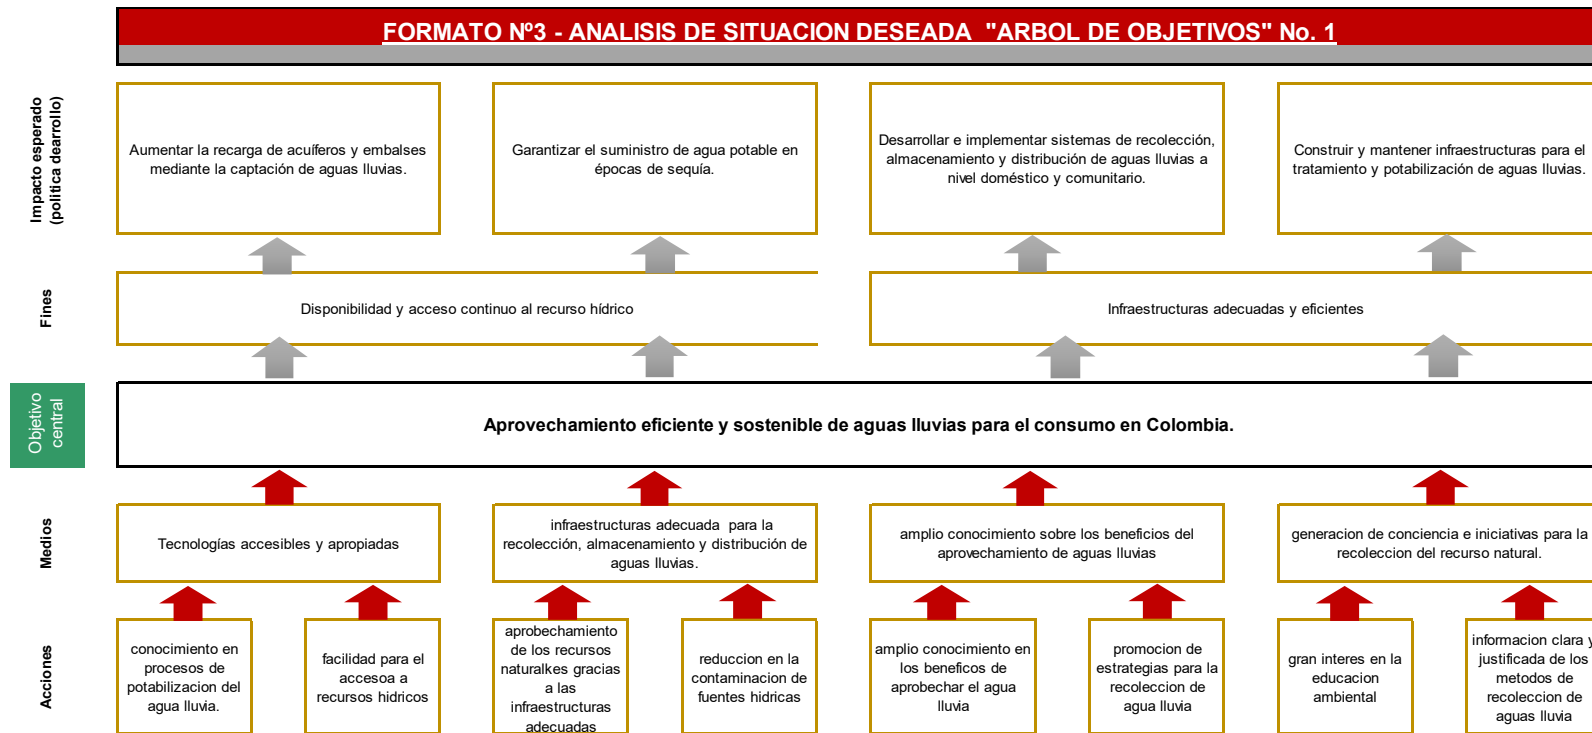 FORMATO Nº3 - ANALISIS DE SITUACION DESEADA "ARBOL DE OBJETIVOS" No. 1
Impacto esperado
(politica dearrollo)
Aumentar la recarga de acuíferos y embalses
mediante la captación de aguas lluvias.
Garantizar el suministro de agua potable en
épocas de sequía.
Desarrollar e implementar sistemas de recolección,
almacenamiento y distribución de aguas lluvias a
nivel doméstico y comunitario.
Construir y mantener infraestructuras para el
tratamiento y potabilización de aguas lluvias.
Fines
Disponibilidad y acceso continuo al recurso hídrico
Infraestructuras adecuadas y eficientes
Objetivo
central
Aprovechamiento eficiente y sostenible de aguas lluvias para el consumo en Colombia.
Medios
Tecnologías accesibles y apropiadas
infraestructuras adecuada para la
recolección, almacenamiento y distribución de
aguas lluvias.
amplio conocimiento sobre los beneficios del
aprovechamiento de aguas lluvias
generacion de conciencia e iniciativas para la
recoleccion del recurso natural.
Acciones
conocimiento en
procesos de
potabilizacion del
agua lluvia.
facilidad para el
accesoa a
recursos hidricos
aprobechamiento
de los recursos
naturalkes gracias
a las
infraestructuras
adecuadas
reduccion en la
contaminacion de
fuentes hidricas
amplio conocimiento en
los beneficos de
aprobechar el agua
lluvia
promocion de
estrategias para la
recoleccion de
agua lluvia
gran interes en la
educacion
ambiental
informacion clara y
justificada de los
metodos de
recoleccion de
aguas lluvia